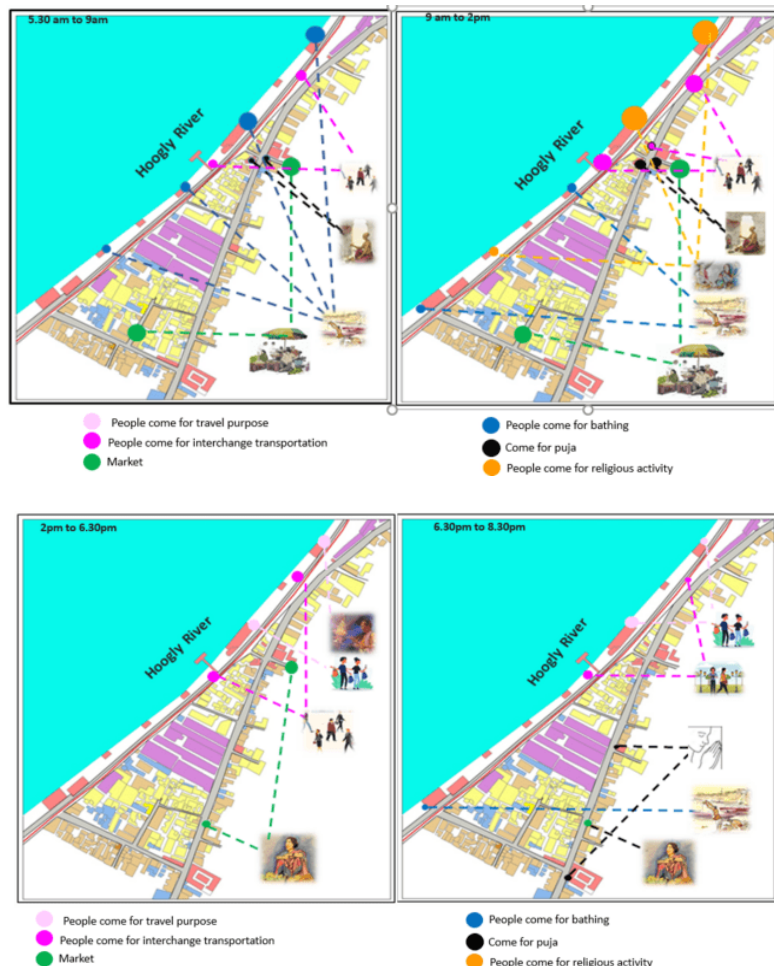 5.30 am to 9am
9 am to 2pm
Hoogly River
Hoogly River
People come for travel purpose
People come for interchange transportation
Market
People come for bathing
Come for puja
People come for religious activity
2pm to 6.30pm
6.30pm to 8.30pm
Hoogly River
Hoogly River
People come for travel purpose
People come for interchange transportation
Market
People come for bathing
Come for puja
People come for religious activity